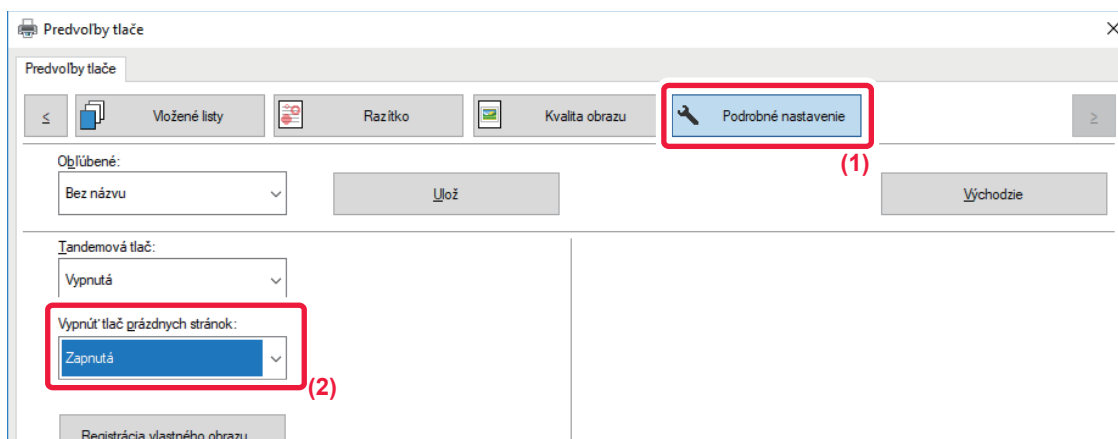 Predvoľby tlače
Predvoľby tlače
< Vložené listy Razítko Kvalita obrazu Podrobné nastavenie >
(1)
Obľúbené:
Bez názvu Ulož Východzie
Tandemová tlač:
Vypnutá
Vypnúť tlač prázdnych stránok:
Zapnutá
(2)
Registrácia vlastného obrazu